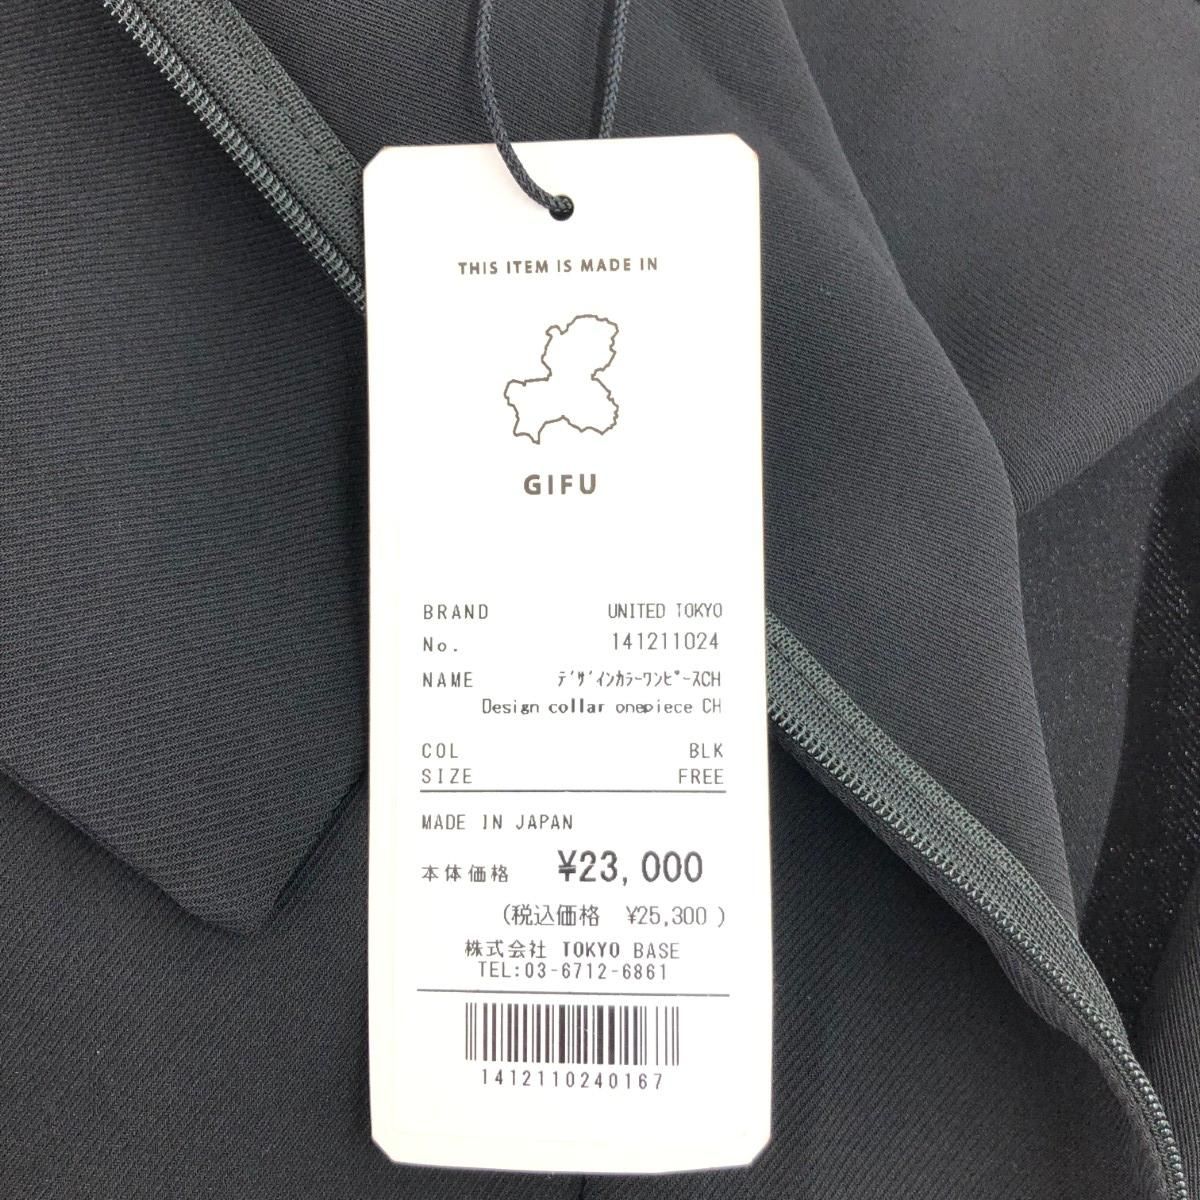 THIS ITEM IS MADE IN
GIFU
BRAND UNITED TOKYO
No. 141211024
NAME ﾃﾞｻﾞｲﾝｶﾗｰﾜﾝﾋﾟｰｽCH
Design collar onepiece CH
COL BLK
SIZE FREE
MADE IN JAPAN
本体価格 ¥23,000
(税込価格 ¥25,300 )
株式会社 TOKYO BASE
TEL:03-6712-6861
1412110240167